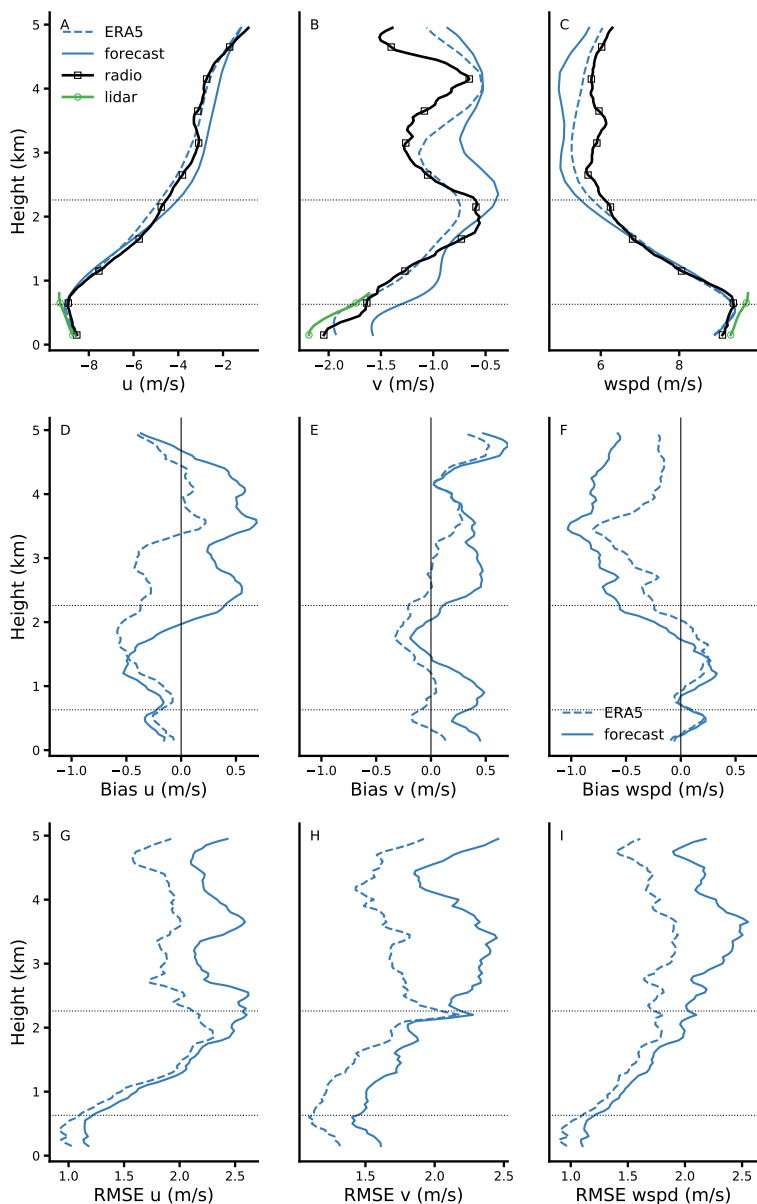 A
B
C
ERA5
forecast
radio
lidar
5
4
3
2
1
0
Height (km)
−8
−6
−4
−2
−2.0
−1.5
−1.0
−0.5
6
8
u (m/s)
v (m/s)
wspd (m/s)
D
E
F
5
4
3
2
1
0
Height (km)
ERA5
forecast
−1.0
−0.5
0.0
0.5
−1.0
−0.5
0.0
0.5
−1.0
−0.5
0.0
0.5
Bias u (m/s)
Bias v (m/s)
Bias wspd (m/s)
G
H
I
5
4
3
2
1
0
Height (km)
1.0
1.5
2.0
2.5
1.5
2.0
2.5
1.0
1.5
2.0
2.5
RMSE u (m/s)
RMSE v (m/s)
RMSE wspd (m/s)